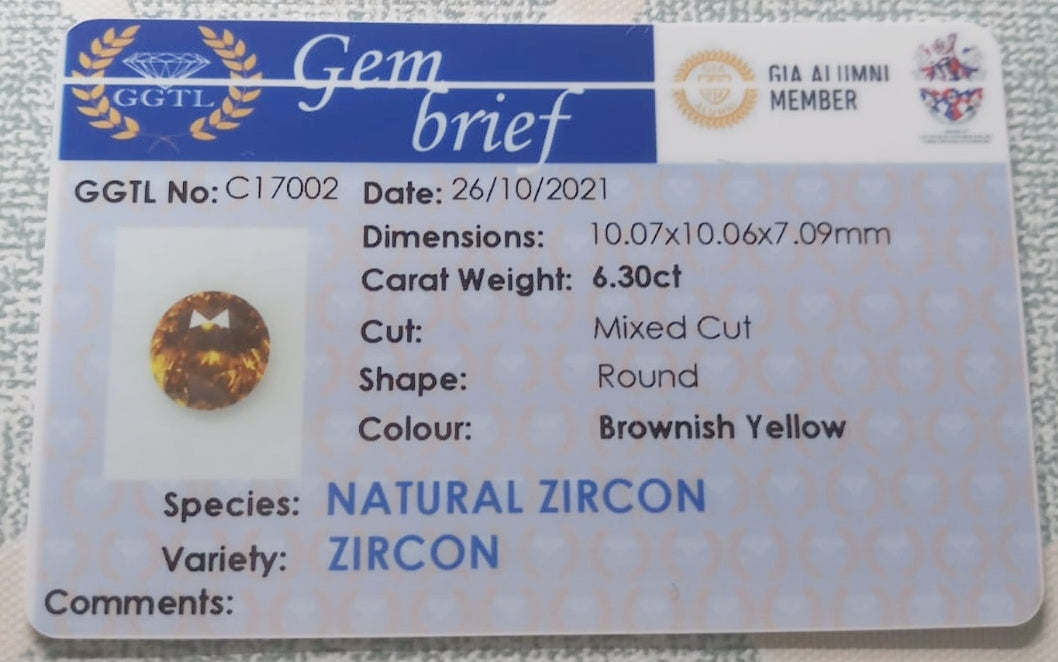 GGTL
Gem
brief
GIA ALUMNI
MEMBER
GGTL No: C17002 Date: 26/10/2021
Dimensions: 10.07x10.06x7.09mm
Carat Weight: 6.30ct
Cut: Mixed Cut
Shape: Round
Colour: Brownish Yellow
Species: NATURAL ZIRCON
Variety: ZIRCON
Comments: